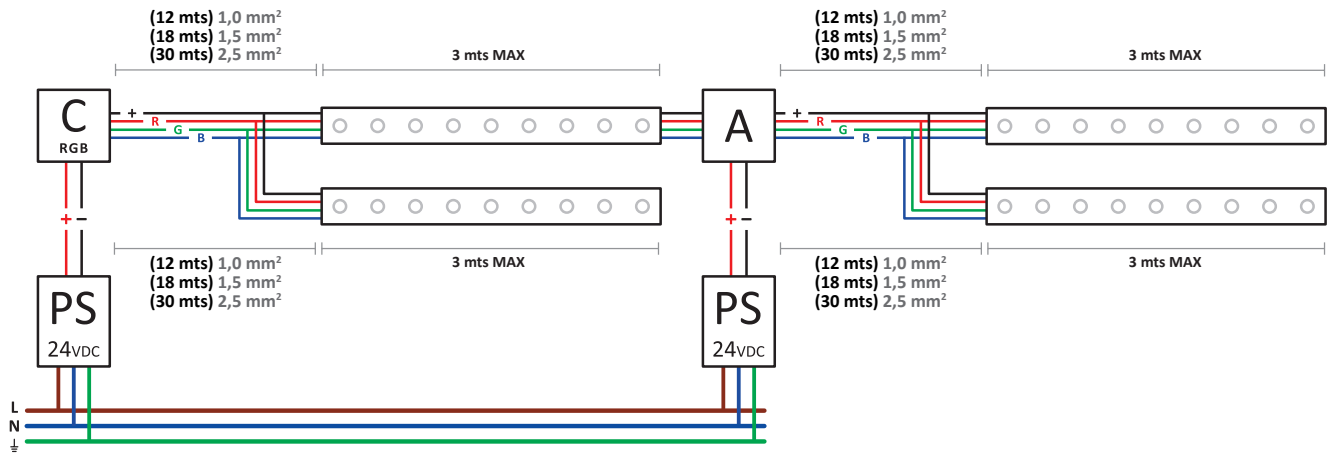 (12 mts) 1,0 mm²
(18 mts) 1,5 mm²
(30 mts) 2,5 mm²
3 mts MAX
(12 mts) 1,0 mm²
(18 mts) 1,5 mm²
(30 mts) 2,5 mm²
3 mts MAX
C
RGB
+
R
G
B
A
+
R
G
B
+ −
+ −
(12 mts) 1,0 mm²
(18 mts) 1,5 mm²
(30 mts) 2,5 mm²
3 mts MAX
(12 mts) 1,0 mm²
(18 mts) 1,5 mm²
(30 mts) 2,5 mm²
3 mts MAX
PS
24VDC
PS
24VDC
L
N